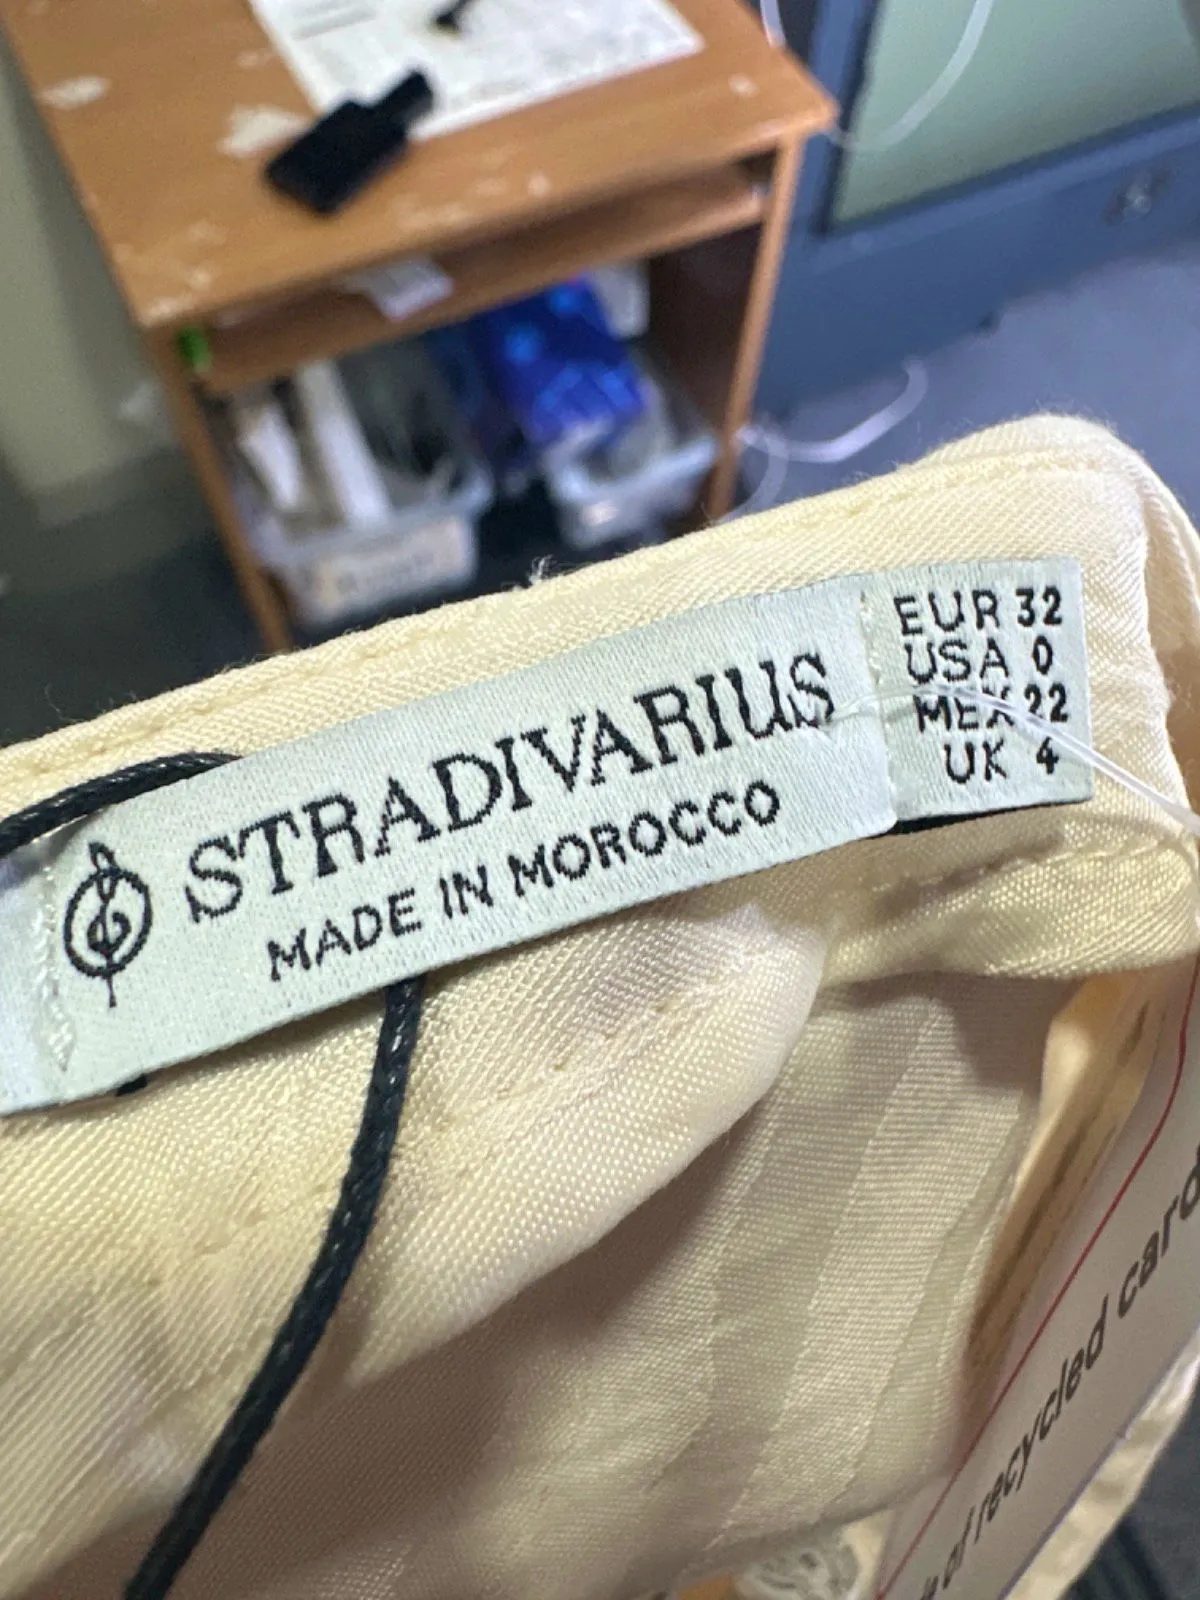 STRADIVARIUS
MADE IN MOROCCO
EUR 32
USA 0
MEX 22
UK 4
of recycled card